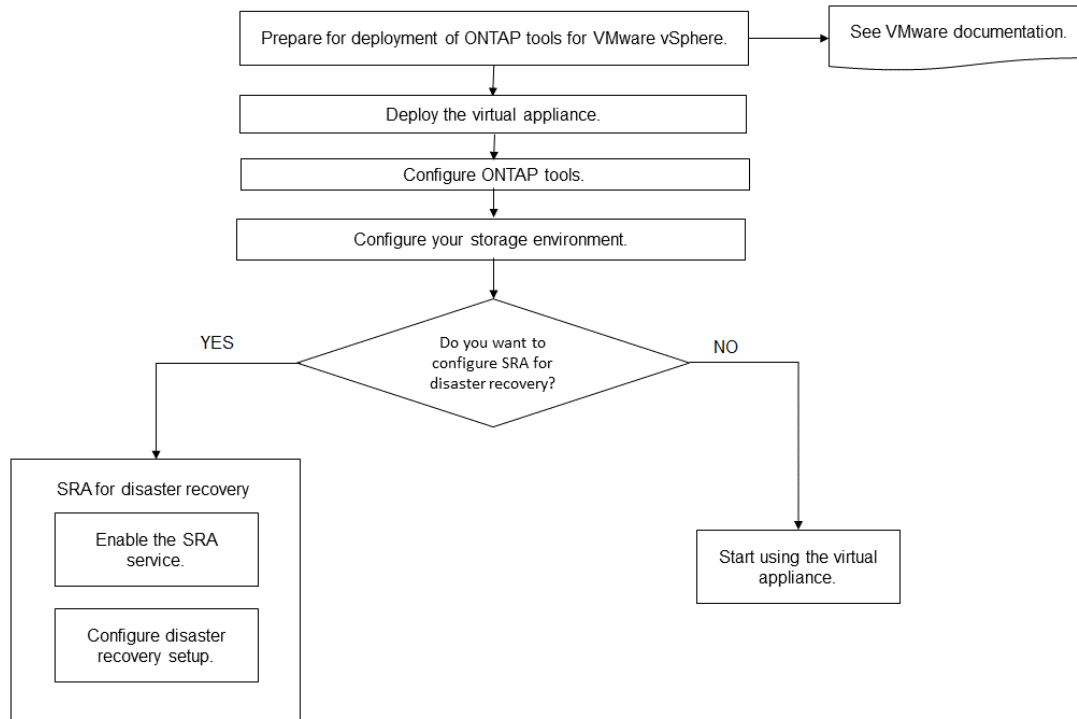 Prepare for deployment of ONTAP tools for VMware vSphere.
See VMware documentation.
Deploy the virtual appliance.
Configure ONTAP tools.
Configure your storage environment.
Do you want to
configure SRA for
disaster recovery?
YES
NO
SRA for disaster recovery
Enable the SRA
service.
Configure disaster
recovery setup.
Start using the virtual
appliance.